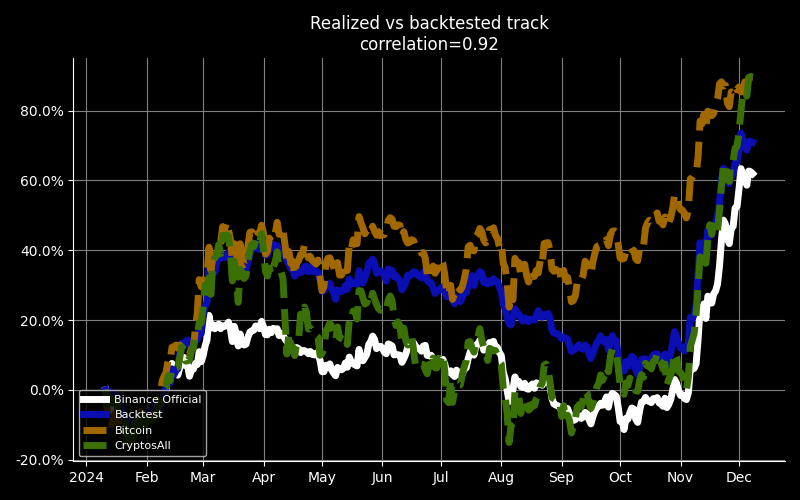 Realized vs backtested track
correlation=0.92
80.0%
60.0%
40.0%
20.0%
0.0%
-20.0%
Binance Official
Backtest
Bitcoin
CryptosAll
2024 Feb Mar Apr May Jun Jul Aug Sep Oct Nov Dec